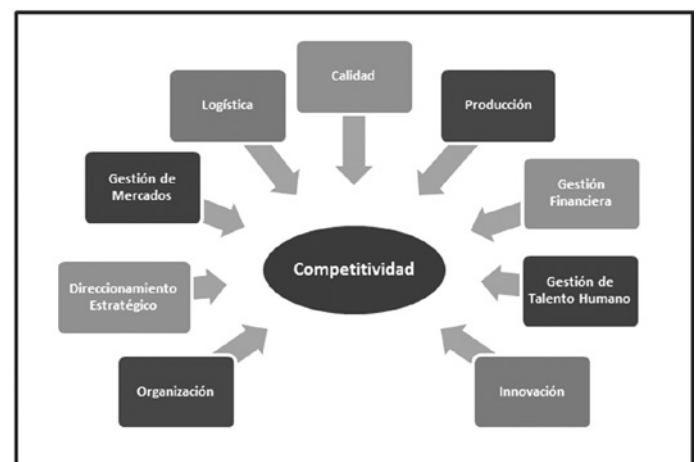 Calidad
Logística
Producción
Gestión de
Mercados
Gestión
Financiera
Competitividad
Direccionamiento
Estratégico
Gestión de
Talento Humano
Organización
Innovación